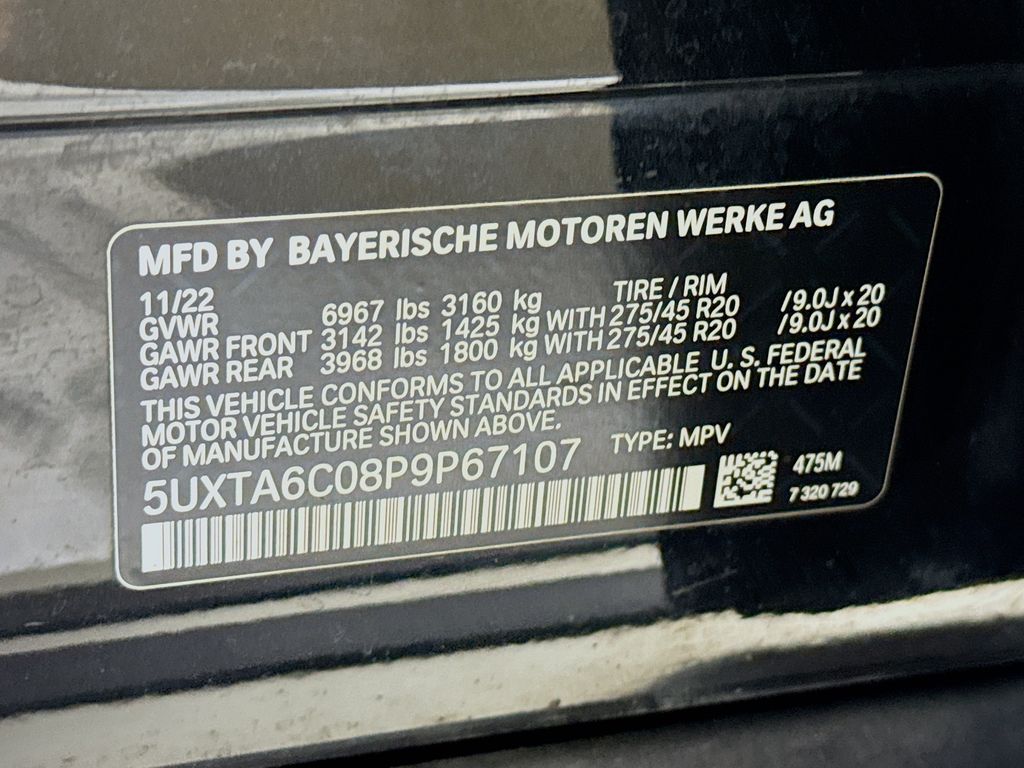 MFD BY BAYERISCHE MOTOREN WERKE AG
11/22 TIRE / RIM
GVWR 6967 lbs 3160 kg
GAWR FRONT 3142 lbs 1425 kg WITH 275/45 R20 /9.0J x 20
GAWR REAR 3968 lbs 1800 kg WITH 275/45 R20 /9.0J x 20
THIS VEHICLE CONFORMS TO ALL APPLICABLE U. S. FEDERAL
MOTOR VEHICLE SAFETY STANDARDS IN EFFECT ON THE DATE
OF MANUFACTURE SHOWN ABOVE.
5UXTA6C08P9P67107 TYPE: MPV
475M
7 320 729